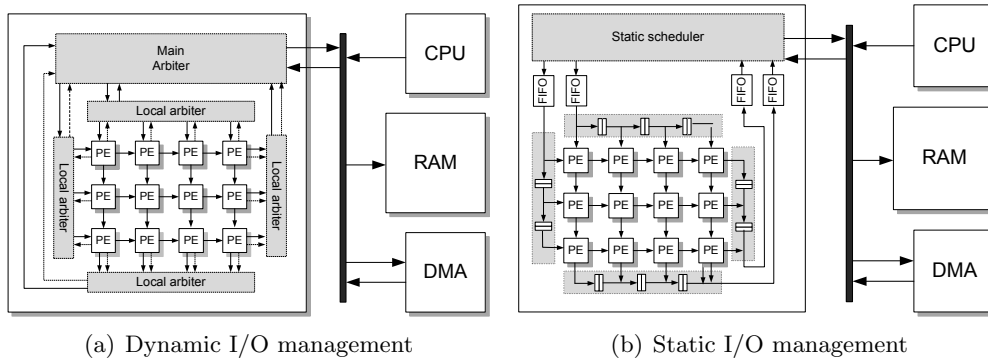 Main
Arbiter
Local arbiter
Local arbiter
PE PE PE PE
PE PE PE PE
PE PE PE PE
Local arbiter
Local arbiter
CPU
RAM
DMA
(a) Dynamic I/O management
Static scheduler
FIFO FIFO FIFO FIFO
PE PE PE PE
PE PE PE PE
PE PE PE PE
CPU
RAM
DMA
(b) Static I/O management